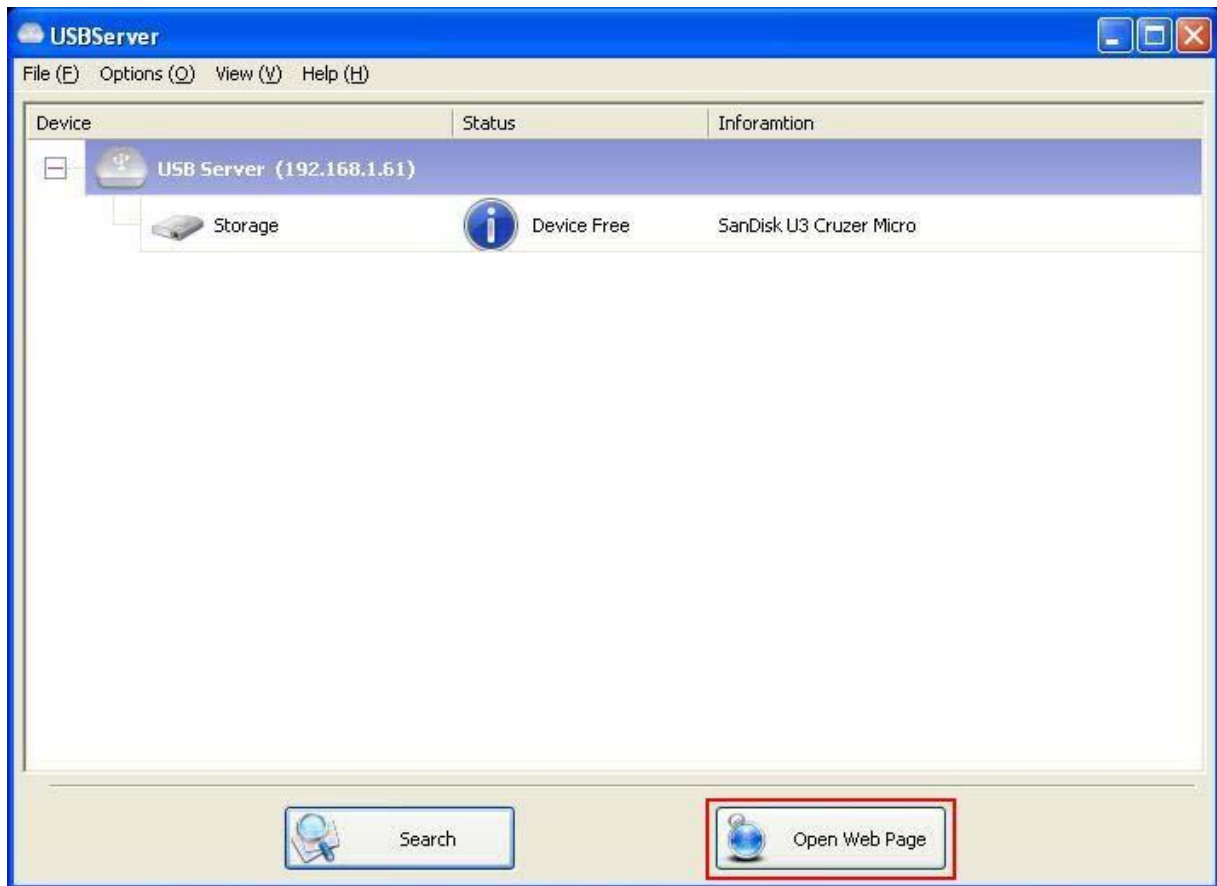 USBServer
File (F) Options (O) View (V) Help (H)
Device Status Inforamtion
USB Server (192.168.1.61)
Storage Device Free SanDisk U3 Cruzer Micro
Search Open Web Page